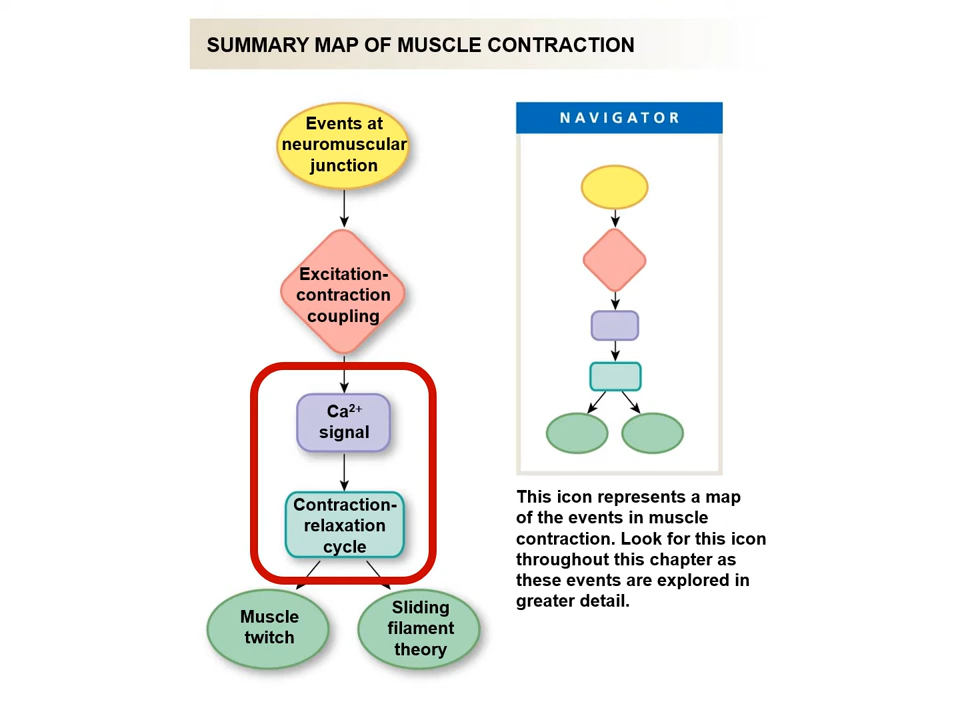 SUMMARY MAP OF MUSCLE CONTRACTION
Events at
neuromuscular
junction
Excitation-
contraction
coupling
Ca²⁺
signal
Contraction-
relaxation
cycle
Muscle
twitch
Sliding
filament
theory
NAVIGATOR
This icon represents a map
of the events in muscle
contraction. Look for this icon
throughout this chapter as
these events are explored in
greater detail.